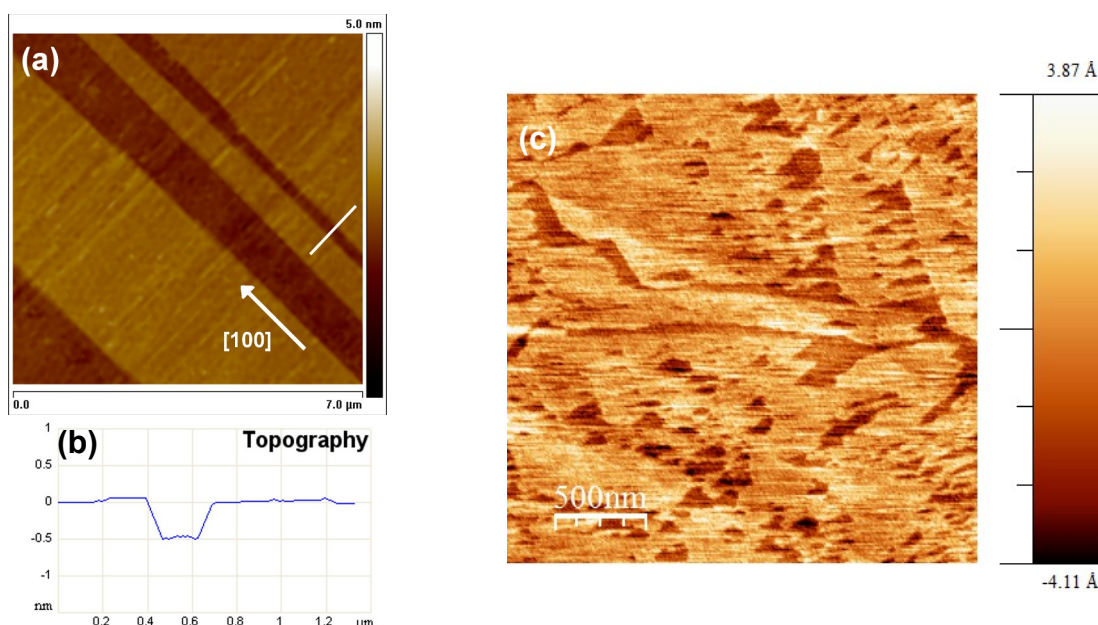 (a)
5.0 nm
[100]
0.0
7.0 µm
(b)
Topography
1
0.5
0
-0.5
-1
nm
0.2
0.4
0.6
0.8
1
1.2
µm
(c)
500nm
3.87 Å
-4.11 Å